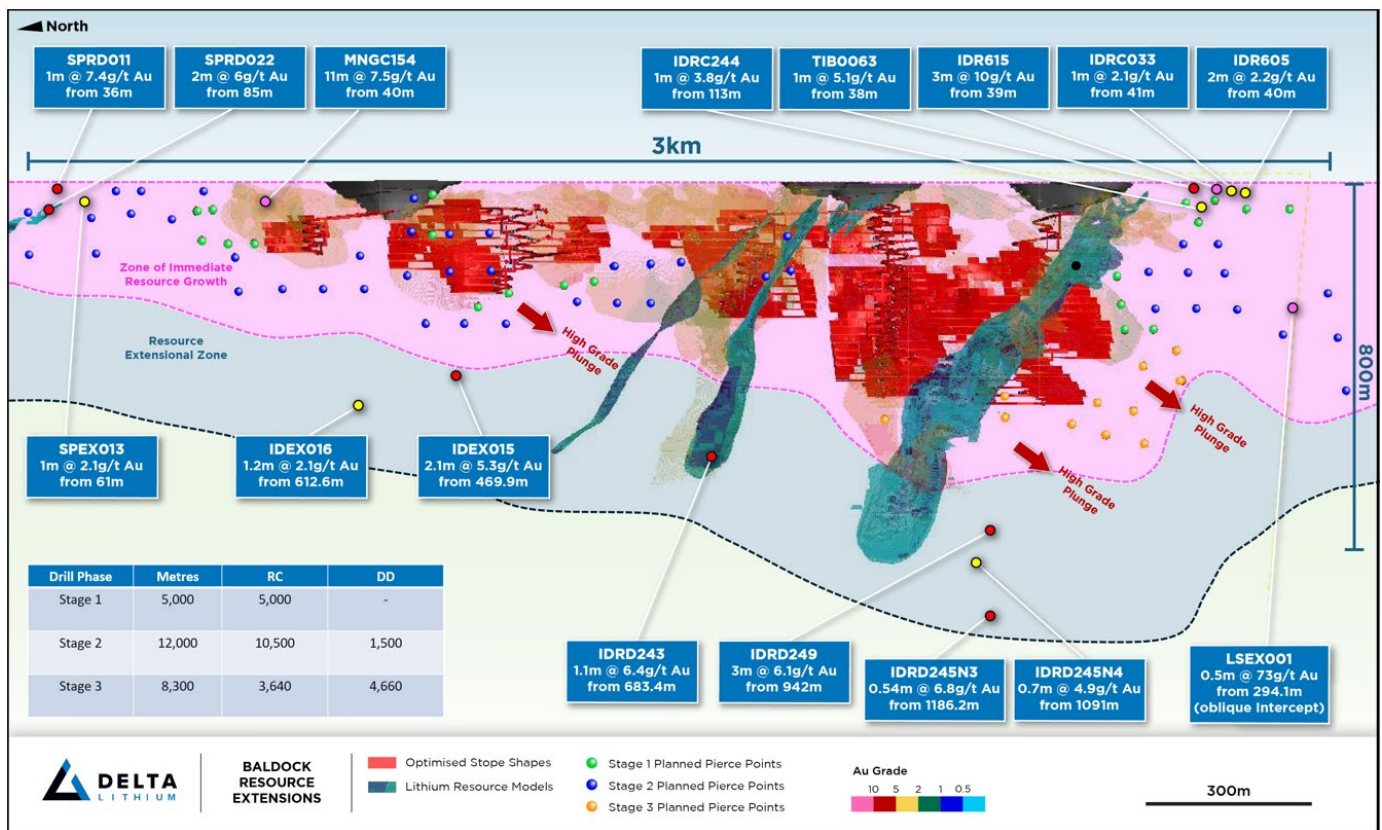 North
SPRD011
1m @ 7.4g/t Au
from 36m
SPRD022
2m @ 6g/t Au
from 85m
MNGC154
11m @ 7.5g/t Au
from 40m
IDRC244
1m @ 3.8g/t Au
from 113m
TIB0063
1m @ 5.1g/t Au
from 38m
IDR615
3m @ 10g/t Au
from 39m
IDRC033
1m @ 2.1g/t Au
from 41m
IDR605
2m @ 2.2g/t Au
from 40m
3km
Zone of Immediate
Resource Growth
Resource
Extensional Zone
High Grade
Plunge
High Grade
Plunge
High Grade
Plunge
800m
SPEX013
1m @ 2.1g/t Au
from 61m
IDEX016
1.2m @ 2.1g/t Au
from 612.6m
IDEX015
2.1m @ 5.3g/t Au
from 469.9m
Drill Phase Metres RC DD
Stage 1 5,000 5,000 -
Stage 2 12,000 10,500 1,500
Stage 3 8,300 3,640 4,660
IDRD243
1.1m @ 6.4g/t Au
from 683.4m
IDRD249
3m @ 6.1g/t Au
from 942m
IDRD245N3
0.54m @ 6.8g/t Au
from 1186.2m
IDRD245N4
0.7m @ 4.9g/t Au
from 1091m
LSEX001
0.5m @ 73g/t Au
from 294.1m
(oblique Intercept)
DELTA
LITHIUM
BALDOCK
RESOURCE
EXTENSIONS
Optimised Stope Shapes
Lithium Resource Models
Stage 1 Planned Pierce Points
Stage 2 Planned Pierce Points
Stage 3 Planned Pierce Points
Au Grade
10 5 2 1 0.5
300m